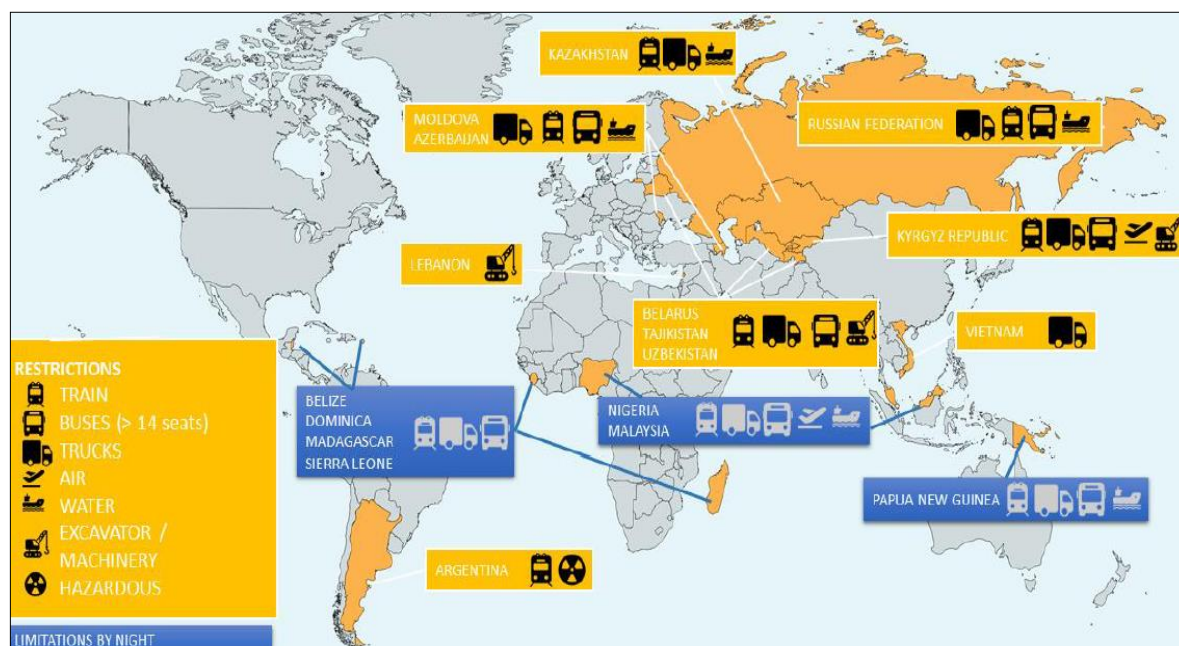 KAZAKHSTAN
MOLDOVA
AZERBAIJAN
RUSSIAN FEDERATION
KYRGYZ REPUBLIC
LEBANON
BELARUS
TAJIKISTAN
UZBEKISTAN
VIETNAM
RESTRICTIONS
TRAIN
BUSES (> 14 seats)
TRUCKS
AIR
WATER
EXCAVATOR /
MACHINERY
HAZARDOUS
BELIZE
DOMINICA
MADAGASCAR
SIERRA LEONE
NIGERIA
MALAYSIA
PAPUA NEW GUINEA
ARGENTINA
LIMITATIONS BY NIGHT